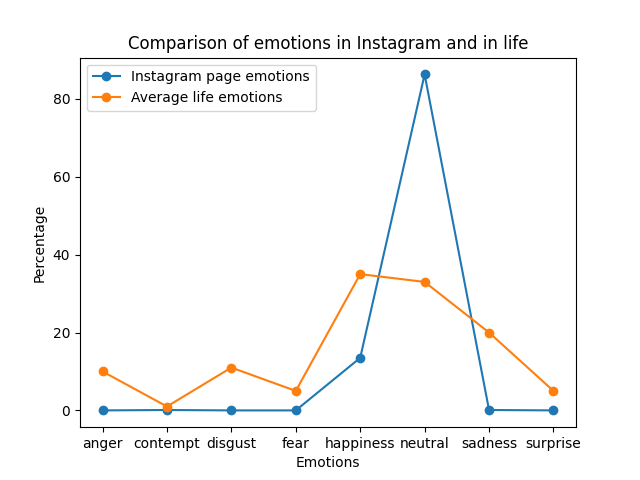 Comparison of emotions in Instagram and in life
Instagram page emotions
Average life emotions
Percentage
80
60
40
20
0
anger contempt disgust fear happiness neutral sadness surprise
Emotions